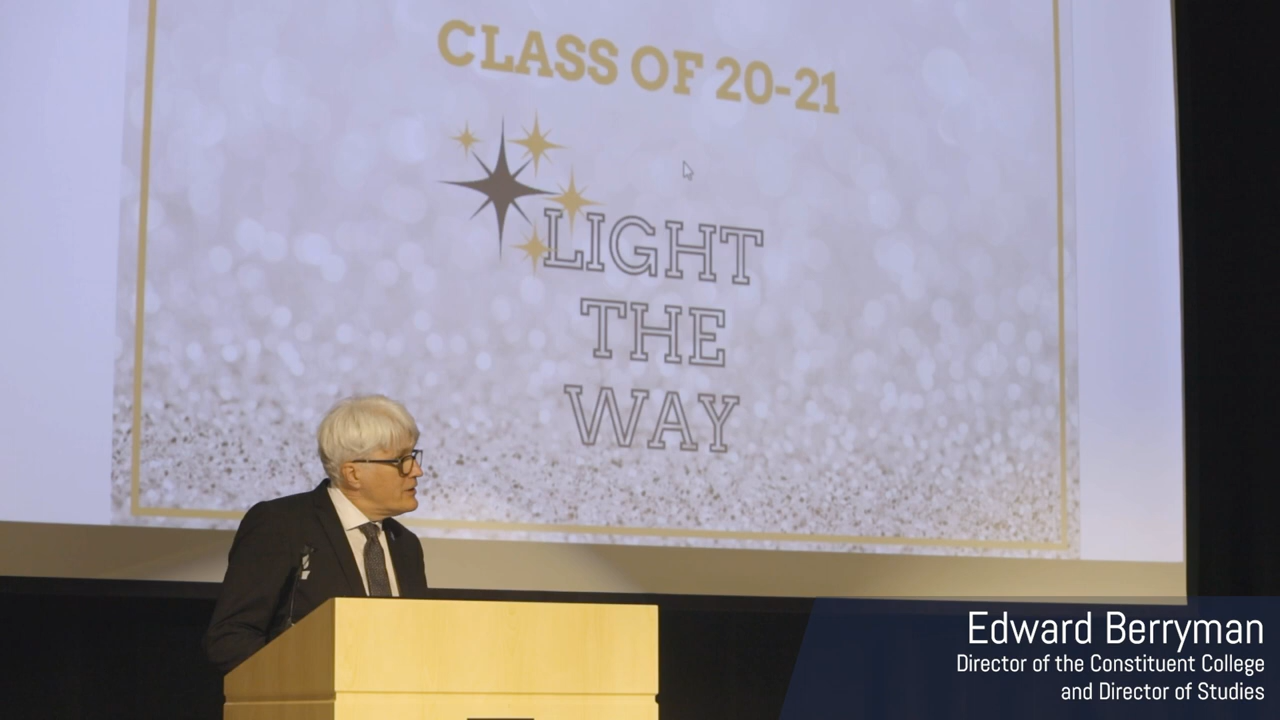 CLASS OF 20-21
LIGHT
THE
WAY
Edward Berryman
Director of the Constituent College
and Director of Studies